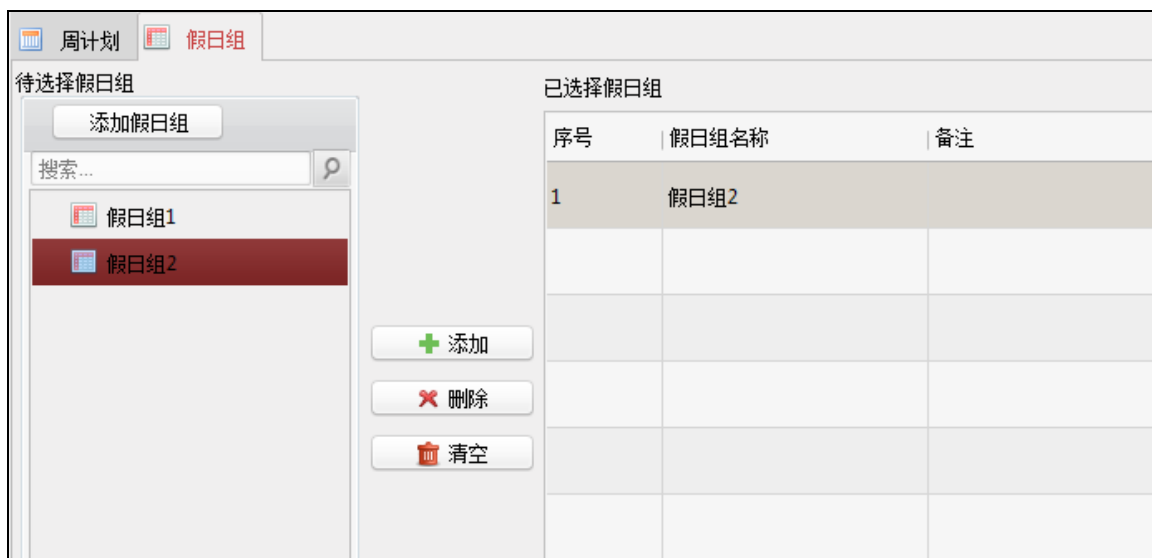 周计划 假日组
待选择假日组
添加假日组
搜索...
假日组1
假日组2
添加
删除
清空
已选择假日组
序号 假日组名称 备注
1 假日组2